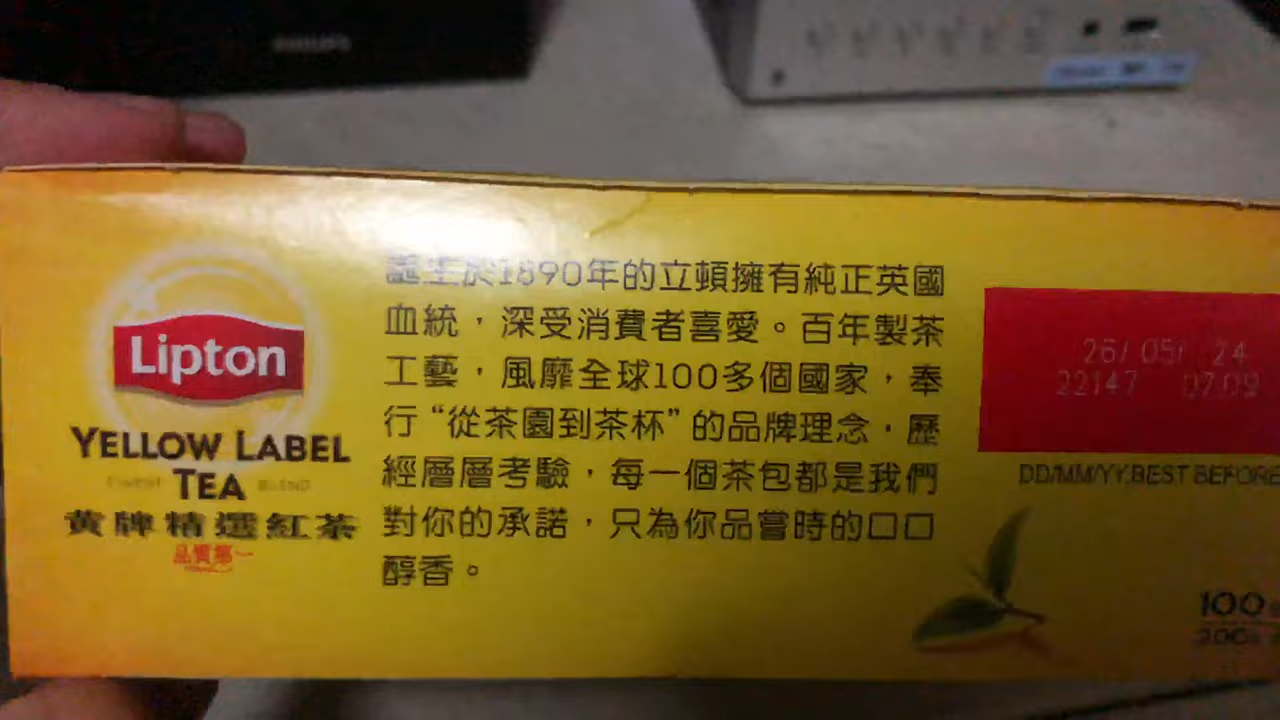 PHILIPS
Lipton
YELLOW LABEL
TEA
FINEST BLEND
黃牌精選紅茶
品質第一
誕生於1890年的立頓擁有純正英國
血統，深受消費者喜愛。百年製茶
工藝，風靡全球100多個國家，奉
行“從茶園到茶杯”的品牌理念，歷
經層層考驗，每一個茶包都是我們
對你的承諾，只為你品嘗時的口口
醇香。
26/ 05/ 24
22147 07:09
DD/MM/YY,BEST BEFORE
100
200